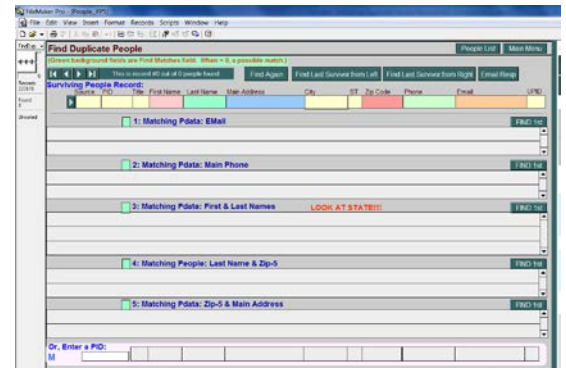 FileMaker Pro - [People_FPS]
File Edit View Insert Format Records Scripts Window Help
Find Duplicate People
People List Main Menu
(Green background fields are Find Matches field. When > 0, a possible match.)
This is record #0 out of 0 people found
Find Again Find Last Survivor from Left Find Last Survivor from Right Email Resp
Records:
Found:
0
Unsorted
Surviving People Record:
Source PID Title First Name Last Name Main Address City ST Zip Code Phone Email UPID
1: Matching Pdata: EMail FIND 1st
2: Matching Pdata: Main Phone FIND 1st
3: Matching Pdata: First & Last Names LOOK AT STATE!!! FIND 1st
4: Matching People: Last Name & Zip-5 FIND 1st
5: Matching Pdata: Zip-5 & Main Address FIND 1st
Or, Enter a PID:
M